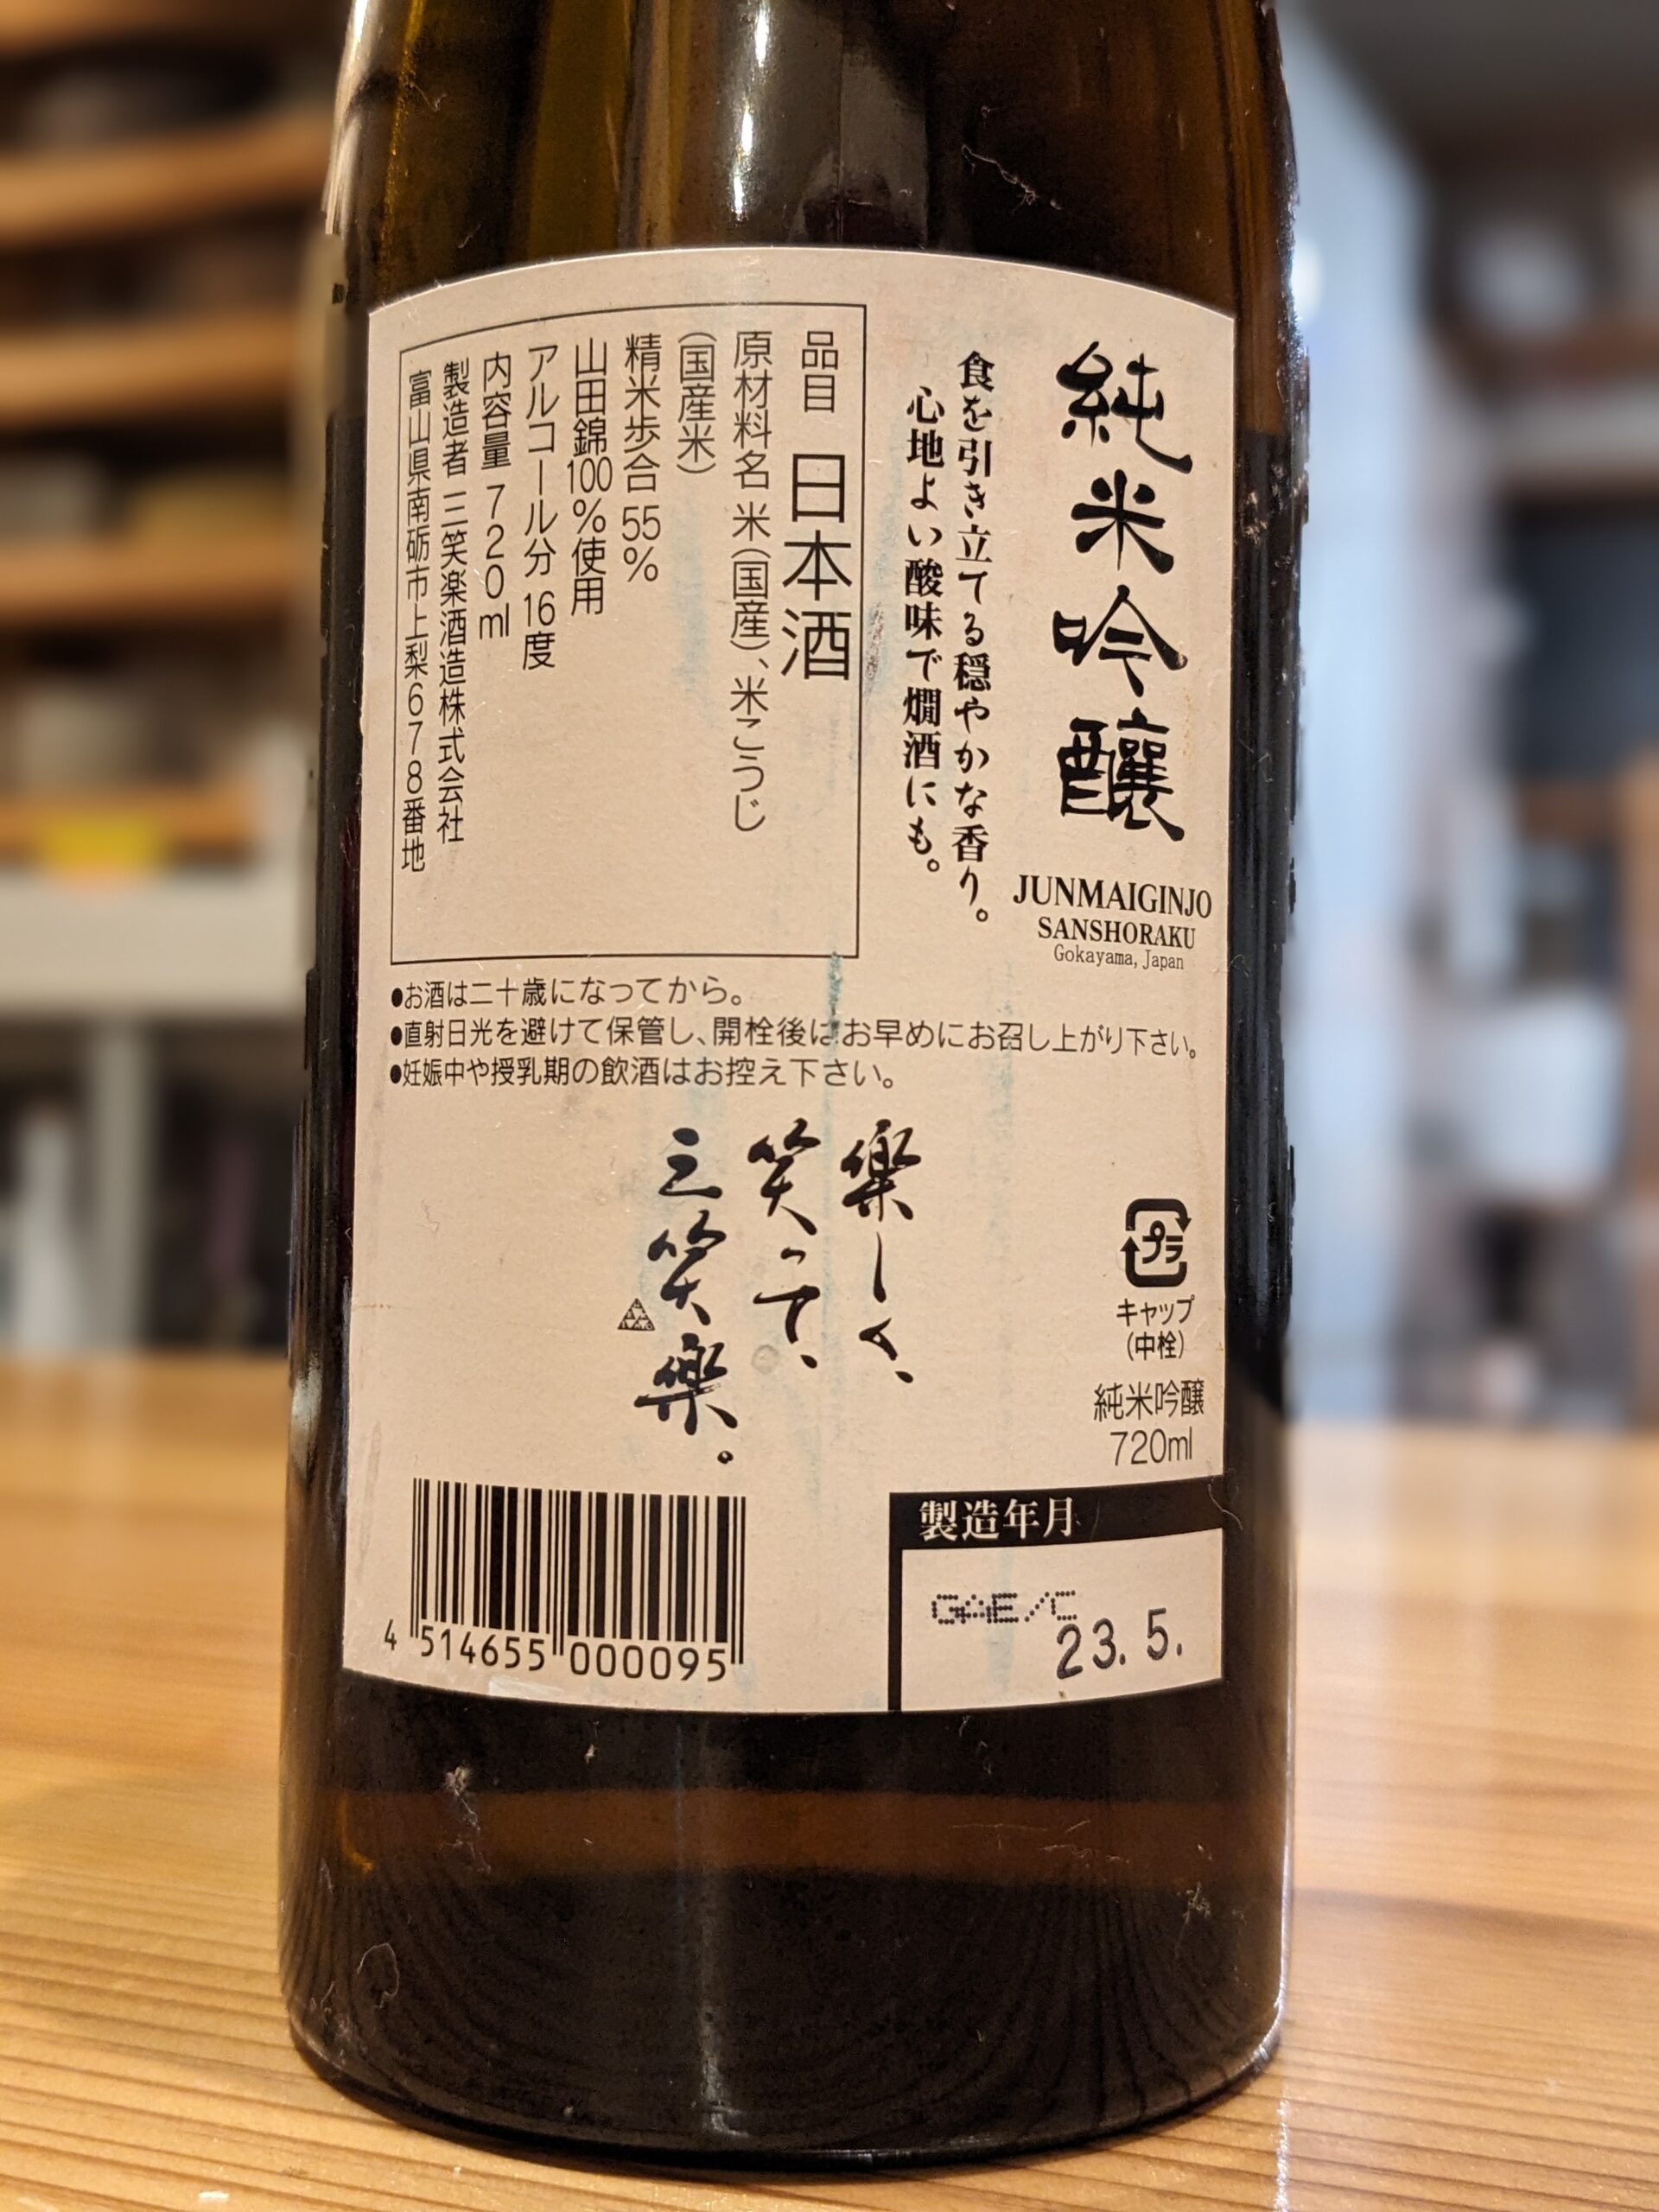 純米吟醸
JUNMAIGINJO
SANSHORAKU
Gokayama, Japan
食を引き立てる穏やかな香り。
心地よい酸味で燗酒にも。
品目 日本酒
原材料名 米(国産)、米こうじ
(国産米)
精米歩合 55%
山田錦100%使用
アルコール分 16度
内容量 720ml
製造者 三笑楽酒造株式会社
富山県南砺市上梨678番地
●お酒は二十歳になってから。
●直射日光を避けて保管し、開栓後はお早めにお召し上がり下さい。
●妊娠中や授乳期の飲酒はお控え下さい。
楽しく、
笑って、
三笑楽。
プラ
キャップ
(中栓)
純米吟醸
720ml
4 514655 000095
製造年月
GAE/C
23.5.